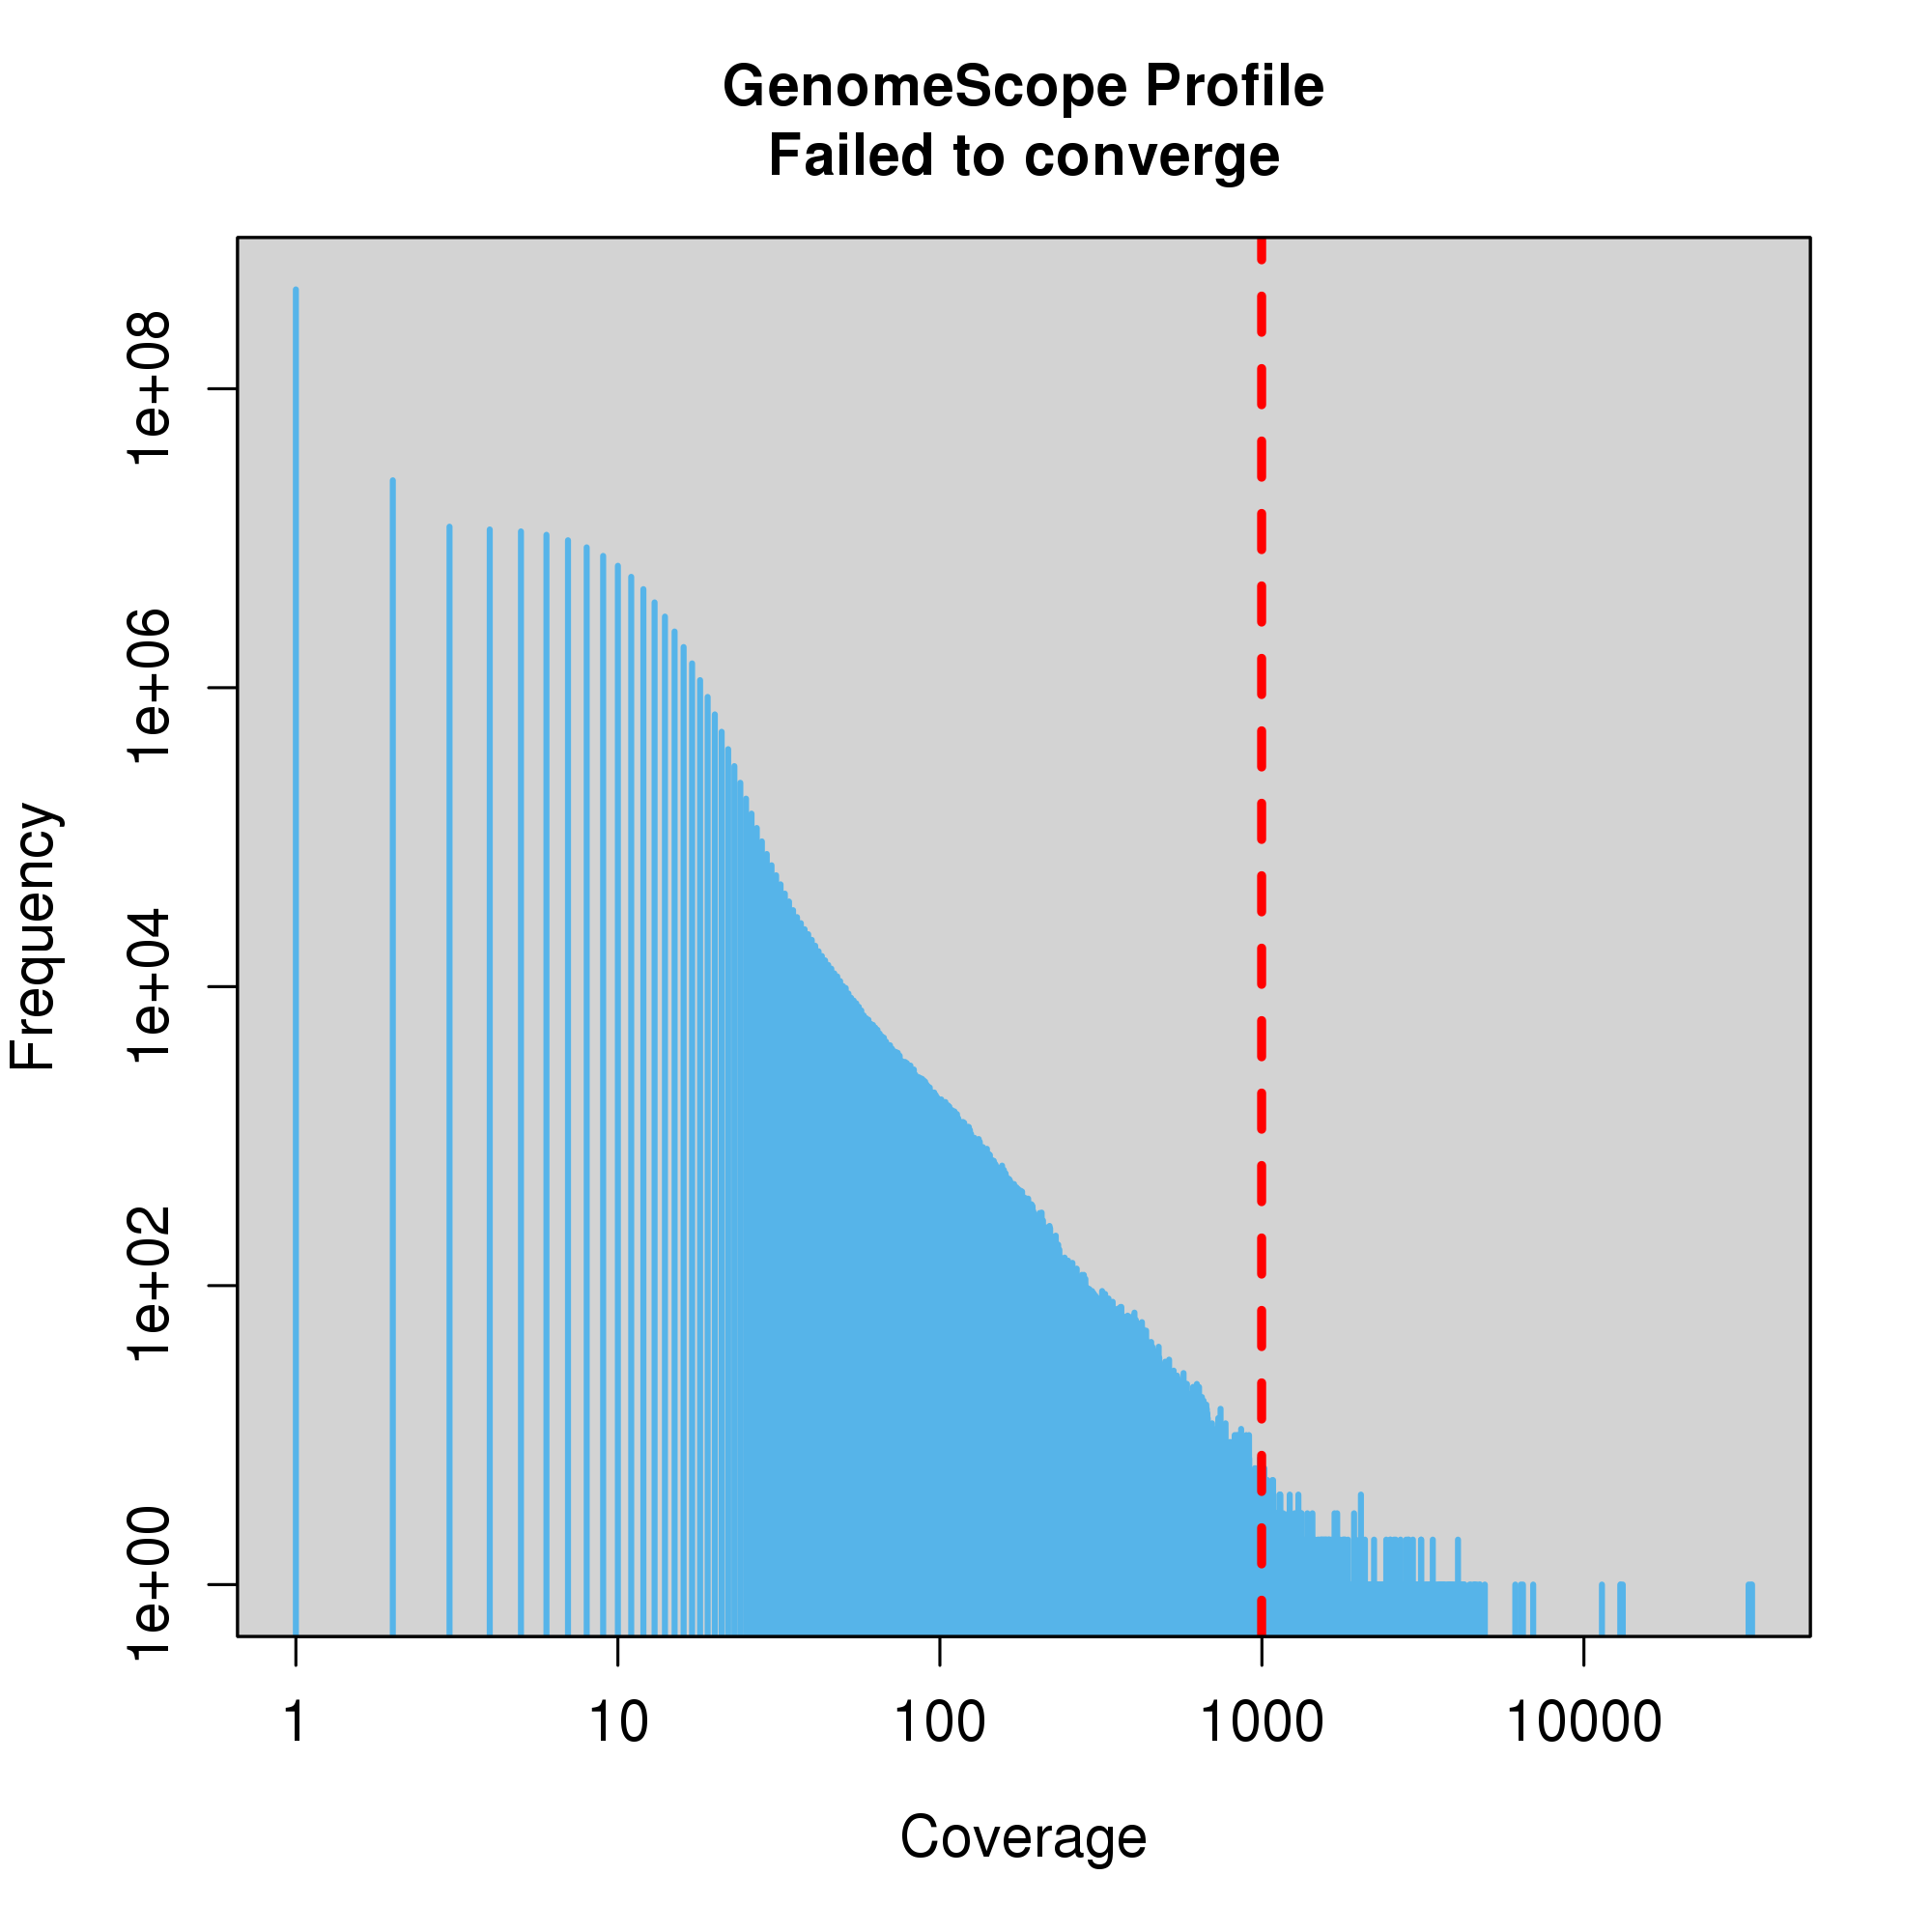 GenomeScope Profile
Failed to converge
Frequency
1e+08
1e+06
1e+04
1e+02
1e+00
1
10
100
1000
10000
Coverage